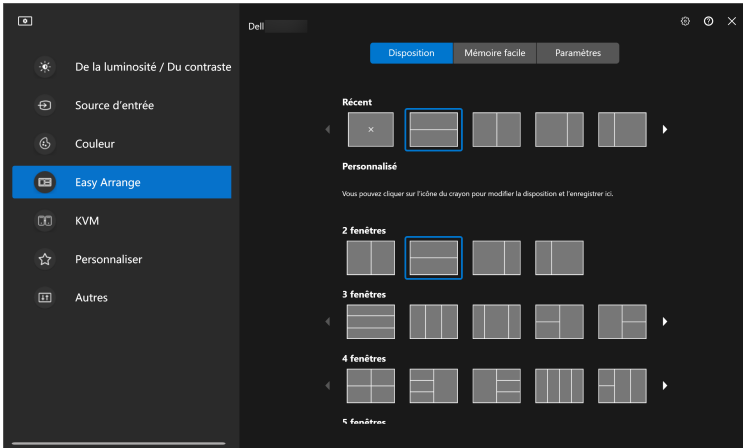 Dell
De la luminosité / Du contraste
Source d'entrée
Couleur
Easy Arrange
KVM
Personnaliser
Autres
Disposition
Mémoire facile
Paramètres
Récent
Personnalisé
Vous pouvez cliquer sur l'icône du crayon pour modifier la disposition et l'enregistrer ici.
2 fenêtres
3 fenêtres
4 fenêtres
5 fenêtres